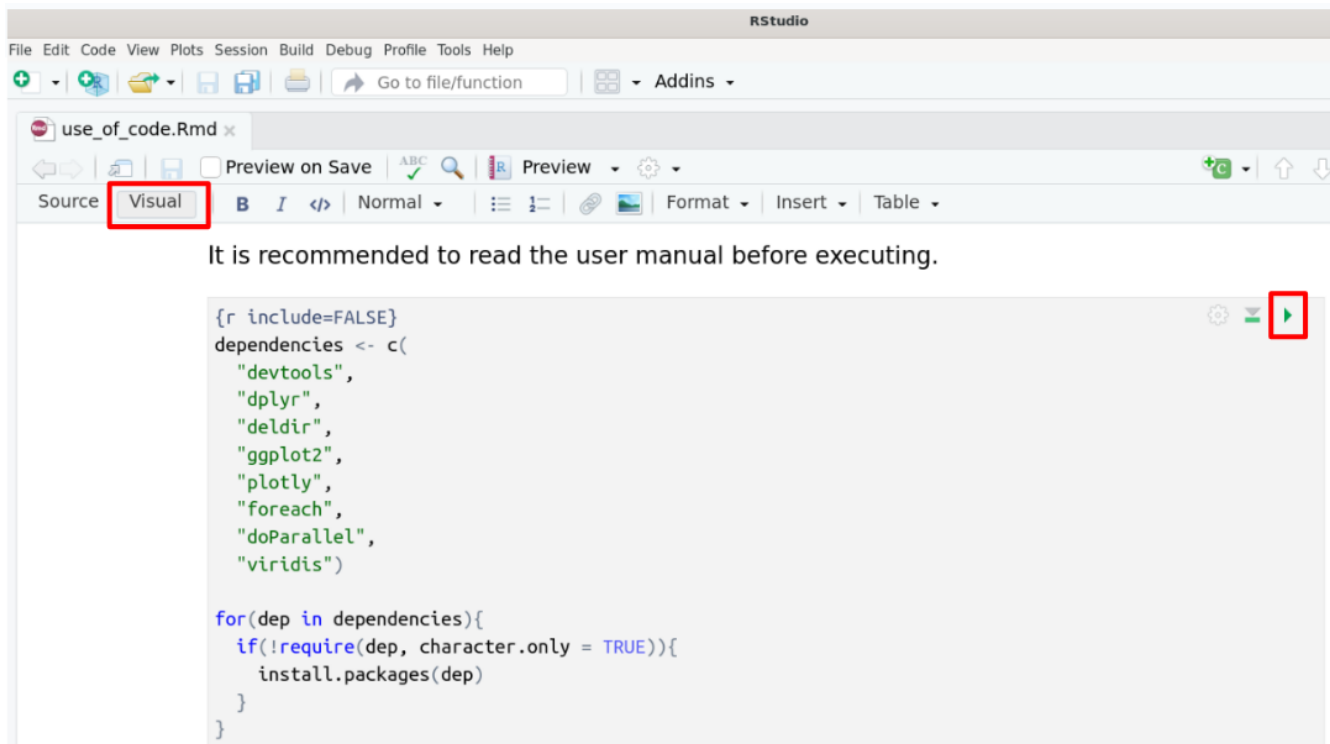 RStudio
File Edit Code View Plots Session Build Debug Profile Tools Help
Go to file/function Addins
use_of_code.Rmd
Preview on Save ABC R Preview C
Source Visual B I </> Normal Format Insert Table
It is recommended to read the user manual before executing.
{r include=FALSE}
dependencies <- c(
"devtools",
"dplyr",
"deldir",
"ggplot2",
"plotly",
"foreach",
"doParallel",
"viridis")
for(dep in dependencies){
if(!require(dep, character.only = TRUE)){
install.packages(dep)
}
}